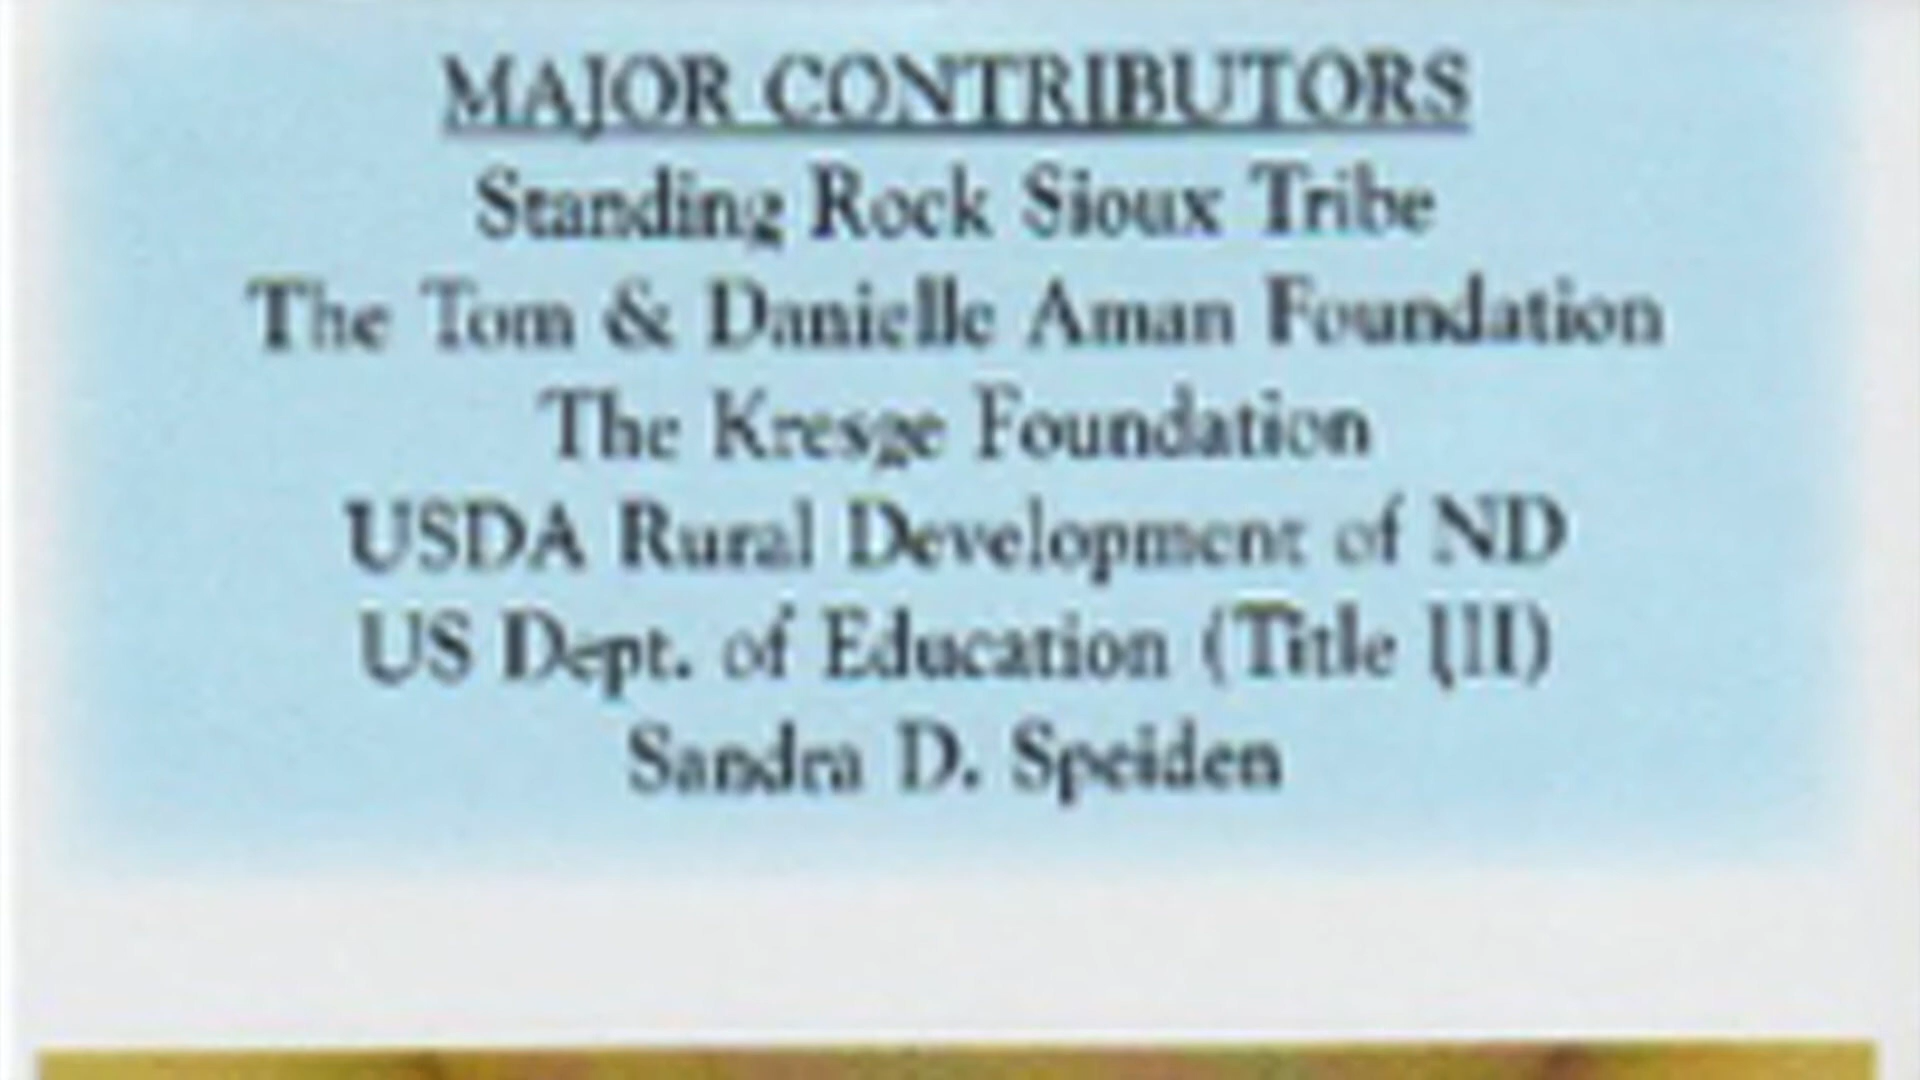 MAJOR CONTRIBUTORS
Standing Rock Sioux Tribe
The Tom & Danielle Aman Foundation
The Kresge Foundation
USDA Rural Development of ND
US Dept. of Education (Title III)
Sandra D. Speiden